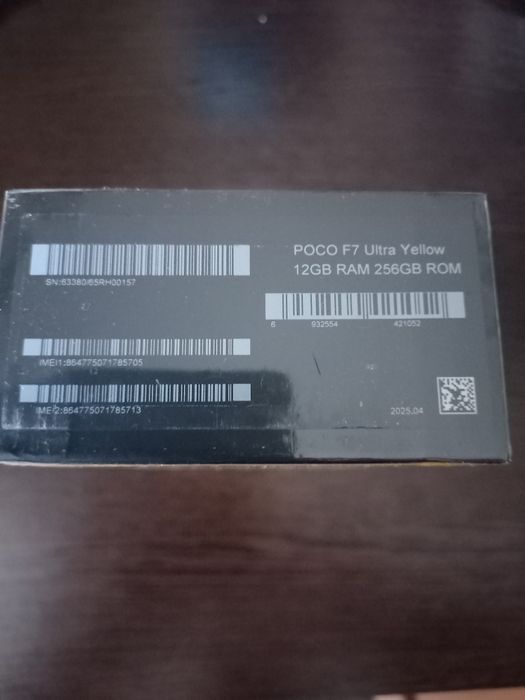 POCO F7 Ultra Yellow
12GB RAM 256GB ROM
SN:63380/65RH00157
6 932554 421052
IMEI1:864775071785705
IMEI2:864775071785713
2025.04